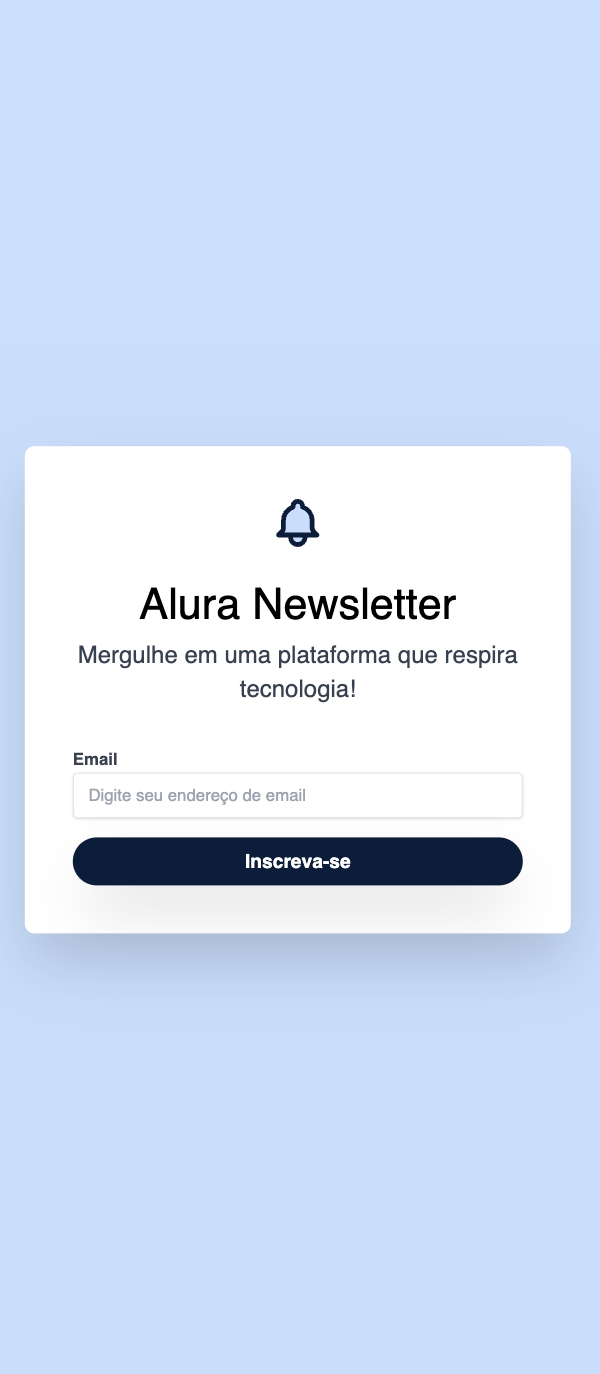 Alura Newsletter
Mergulhe em uma plataforma que respira
tecnologia!
Email
Digite seu endereço de email
Inscreva-se